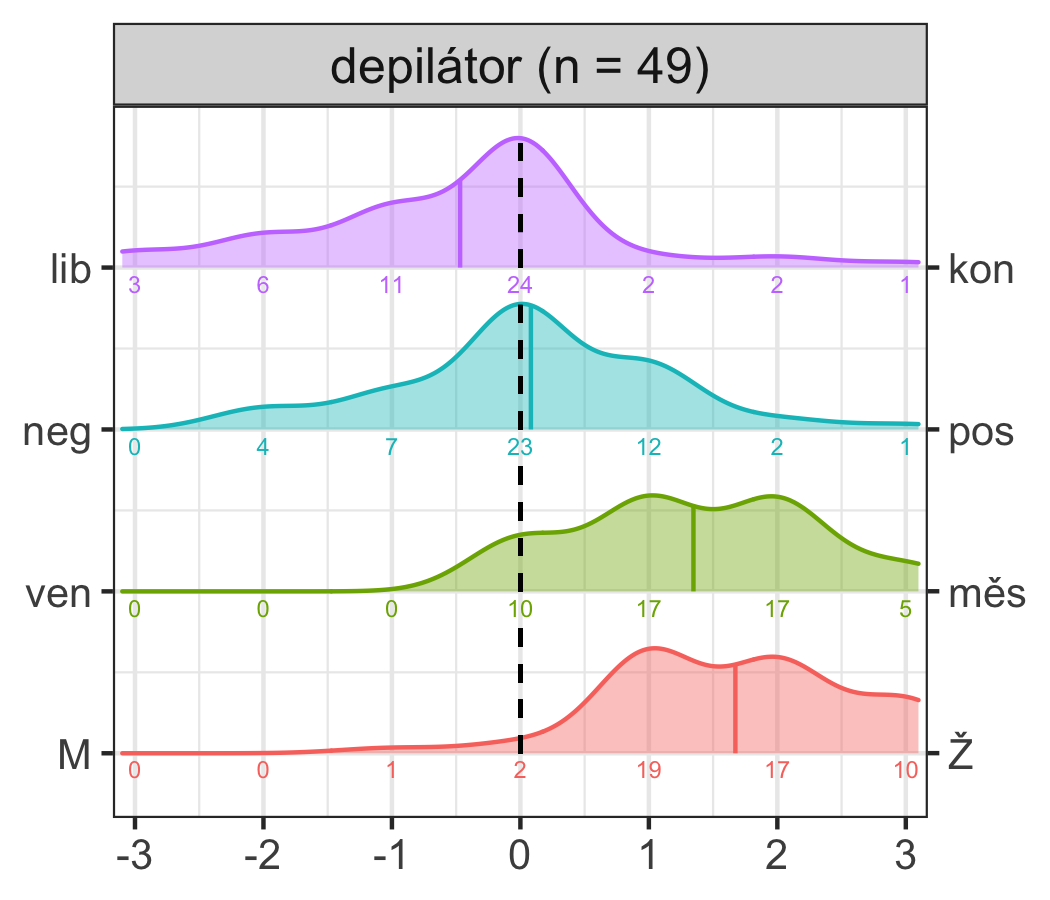 depilátor (n = 49)
lib kon
3 6 11 24 2 2 1
neg pos
0 4 7 23 12 2 1
ven měs
0 0 0 10 17 17 5
M Ž
0 0 1 2 19 17 10
-3 -2 -1 0 1 2 3